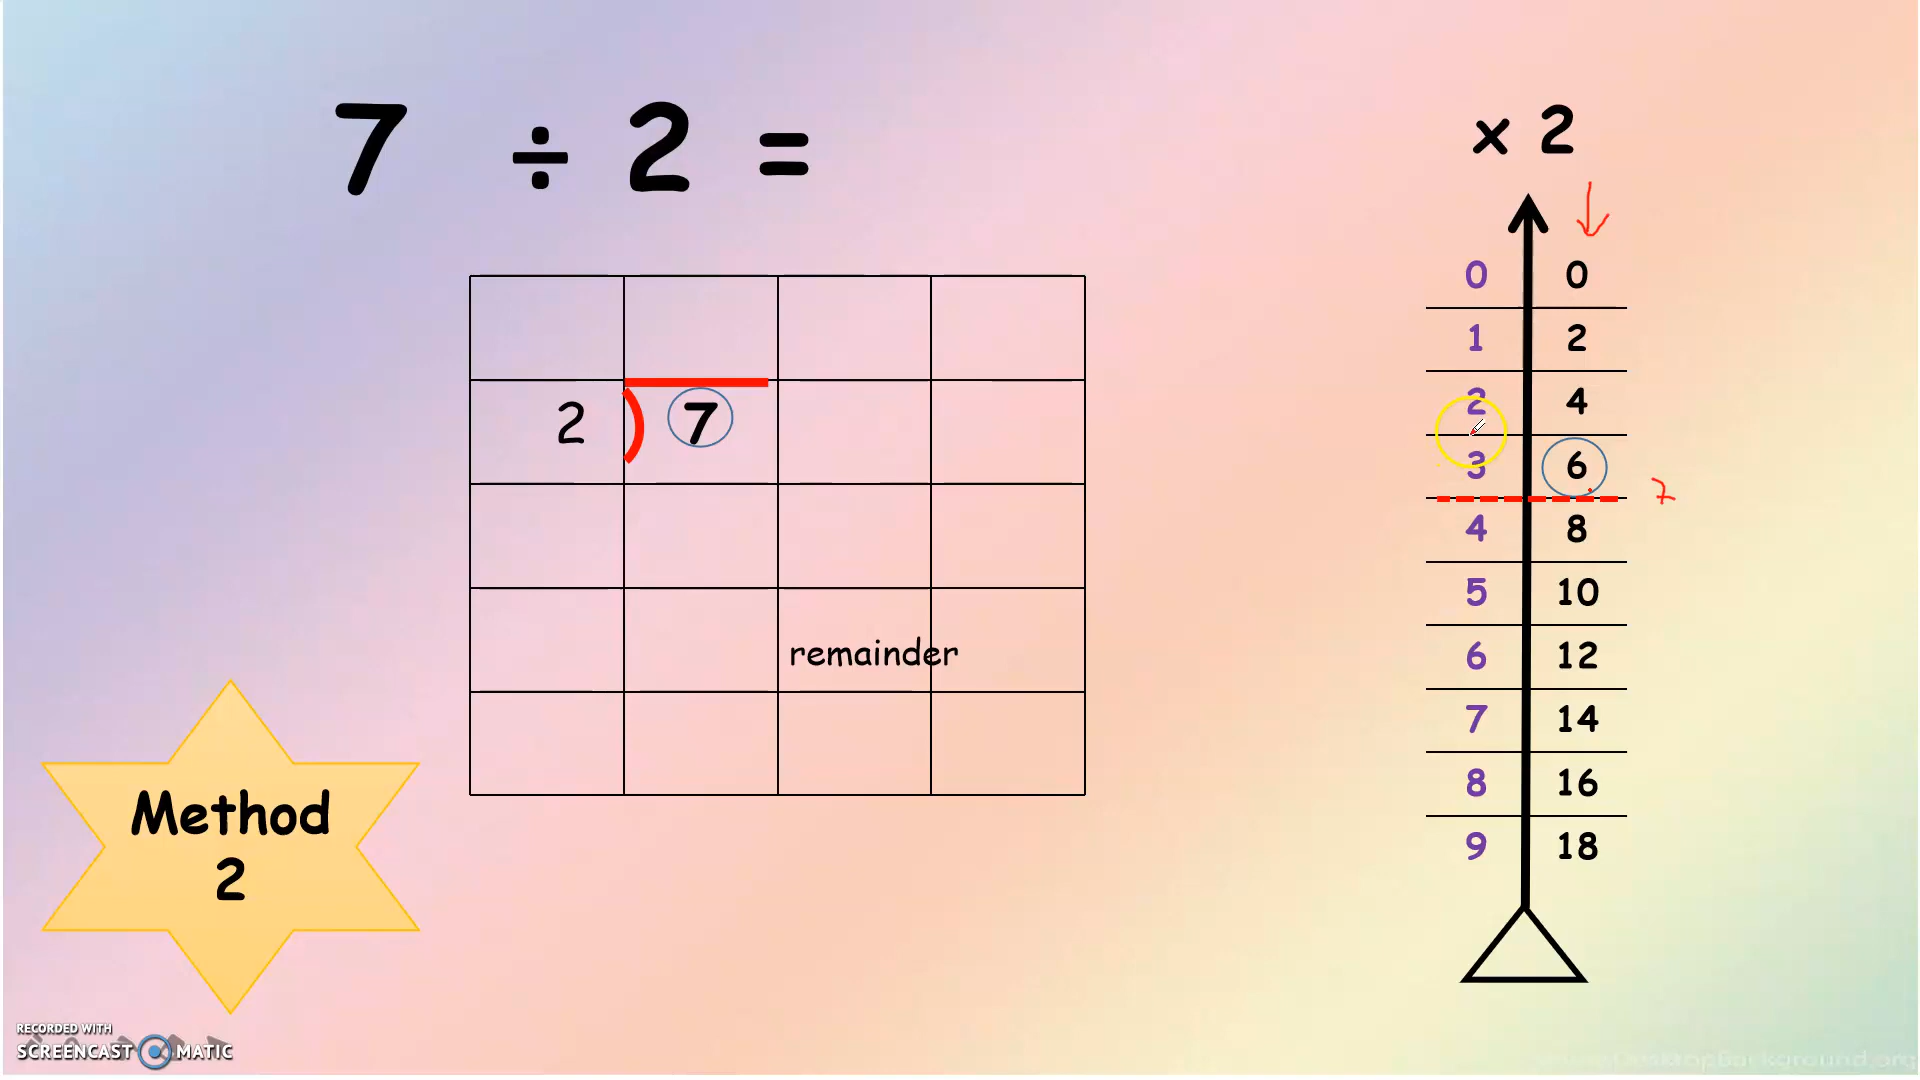 7 ÷ 2 =
x 2
2 7
remainder
0 0
1 2
2 4
3 6
7
4 8
5 10
6 12
7 14
8 16
9 18
Method
2
RECORDED WITH
SCREENCAST MATIC